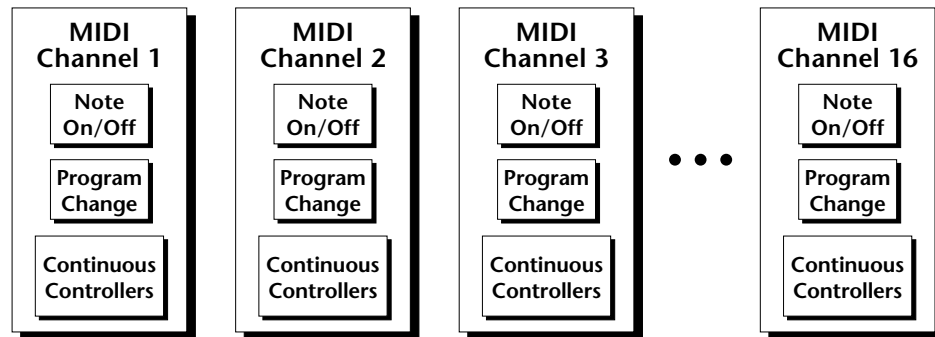 MIDI
Channel 1
Note
On/Off
Program
Change
Continuous
Controllers
MIDI
Channel 2
Note
On/Off
Program
Change
Continuous
Controllers
MIDI
Channel 3
Note
On/Off
Program
Change
Continuous
Controllers
MIDI
Channel 16
Note
On/Off
Program
Change
Continuous
Controllers